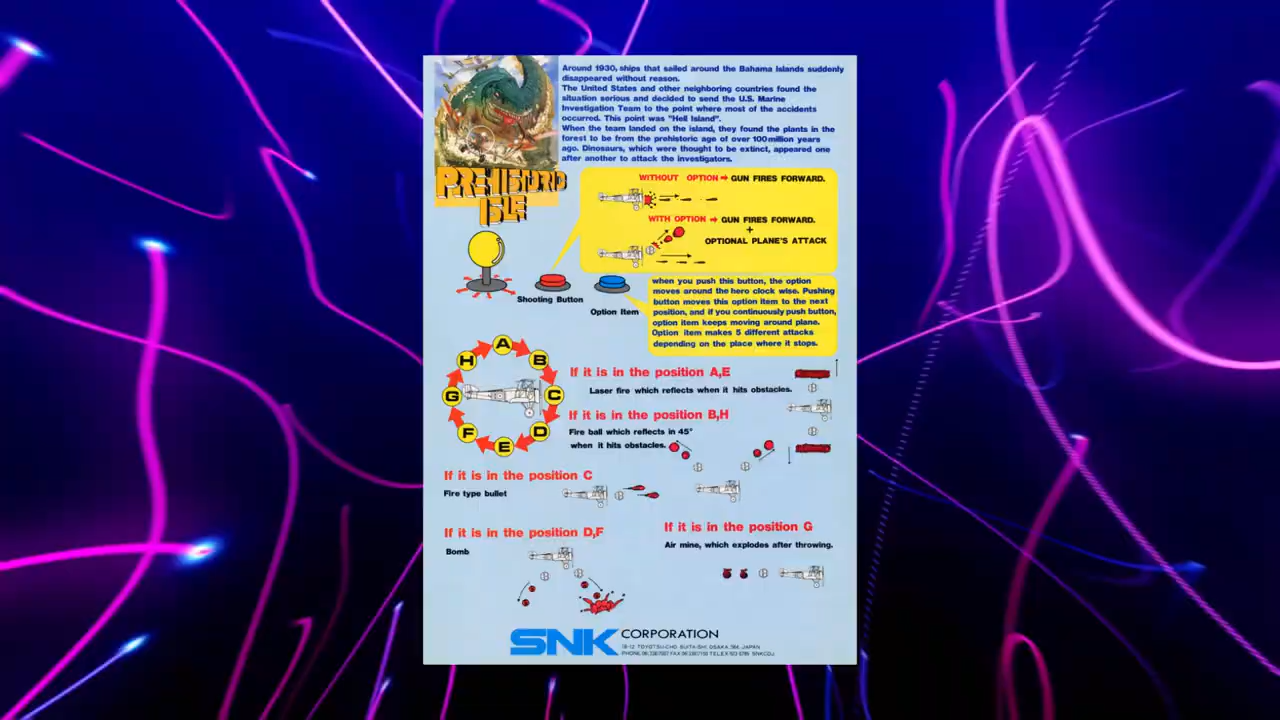 Around 1930, ships that sailed around the Bahama Islands suddenly
disappeared without reason.
The United States and other neighboring countries found the
situation serious and decided to send the U.S. Marine
Investigation Team to the point where most of the accidents
occurred. This point was "Hell Island".
When the team landed on the island, they found the plants in the
forest to be from the prehistoric age of over 100 million years
ago. Dinosaurs, which were thought to be extinct, appeared one
after another to attack the investigators.
PREHISTORIC
ISLE
WITHOUT OPTION ➡ GUN FIRES FORWARD.
WITH OPTION ➡ GUN FIRES FORWARD.
+
OPTIONAL PLANE'S ATTACK
Shooting Button
Option Item
when you push this button, the option
moves around the hero clock wise. Pushing
button moves this option item to the next
position, and if you continuously push button,
option item keeps moving around plane.
Option item makes 5 different attacks
depending on the place where it stops.
A
B
C
D
E
F
G
H
If it is in the position A,E
Laser fire which reflects when it hits obstacles.
If it is in the position B,H
Fire ball which reflects in 45°
when it hits obstacles.
If it is in the position C
Fire type bullet
If it is in the position D,F
Bomb
If it is in the position G
Air mine, which explodes after throwing.
SNK CORPORATION
18-12 TOYOTSU-CHO SUITA-SHI, OSAKA, 564, JAPAN